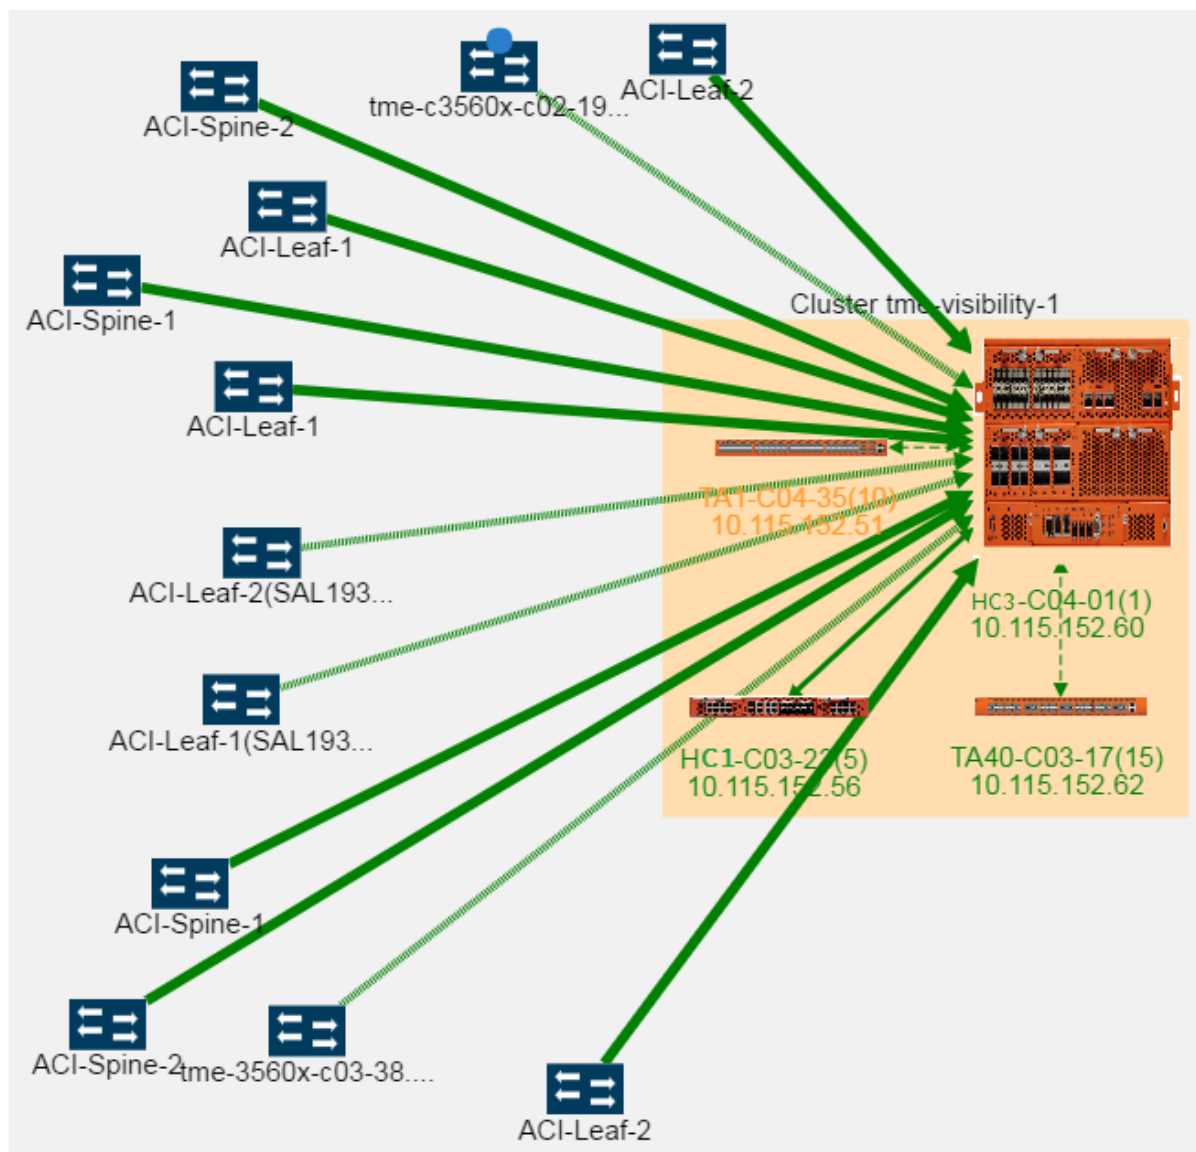 ACI-Leaf-2
tme-c3560x-c02-19...
ACI-Spine-2
ACI-Leaf-1
Cluster tme-visibility-1
ACI-Spine-1
ACI-Leaf-1
TA1-C04-35(10)
10.115.152.51
ACI-Leaf-2(SAL193...
HC3-C04-01(1)
10.115.152.60
ACI-Leaf-1(SAL193...
HC1-C03-22(5)
10.115.152.56
TA40-C03-17(15)
10.115.152.62
ACI-Spine-1
ACI-Spine-2
tme-3560x-c03-38....
ACI-Leaf-2